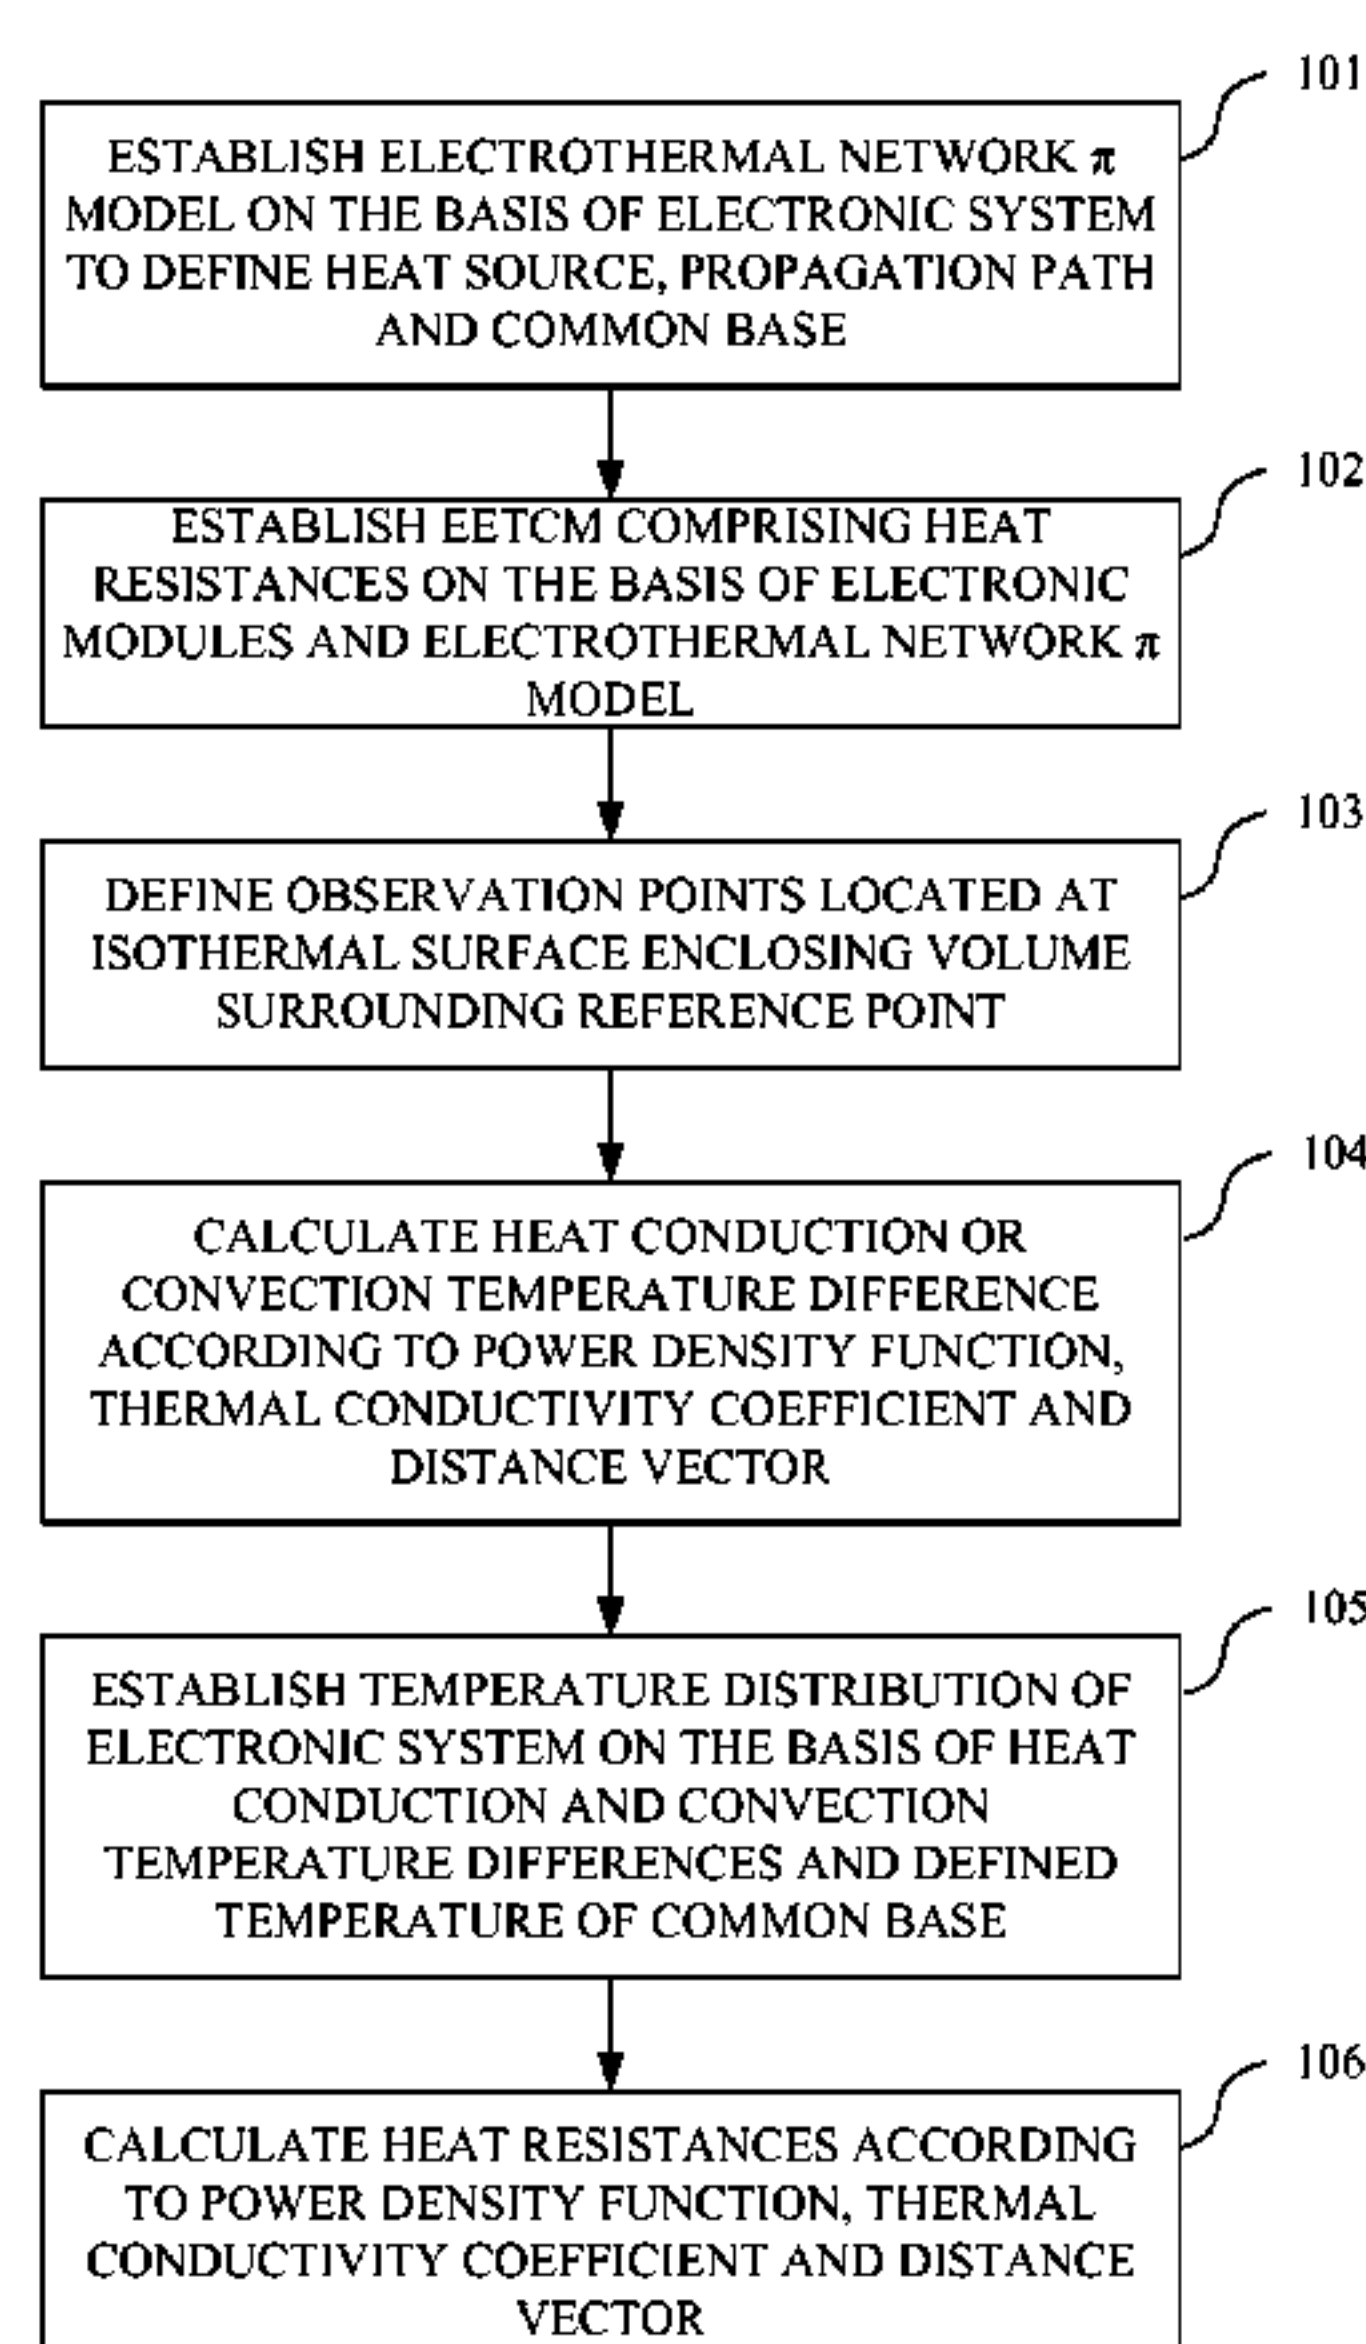 101
ESTABLISH ELECTROTHERMAL NETWORK π
MODEL ON THE BASIS OF ELECTRONIC SYSTEM
TO DEFINE HEAT SOURCE, PROPAGATION PATH
AND COMMON BASE
102
ESTABLISH EETCM COMPRISING HEAT
RESISTANCES ON THE BASIS OF ELECTRONIC
MODULES AND ELECTROTHERMAL NETWORK π
MODEL
103
DEFINE OBSERVATION POINTS LOCATED AT
ISOTHERMAL SURFACE ENCLOSING VOLUME
SURROUNDING REFERENCE POINT
104
CALCULATE HEAT CONDUCTION OR
CONVECTION TEMPERATURE DIFFERENCE
ACCORDING TO POWER DENSITY FUNCTION,
THERMAL CONDUCTIVITY COEFFICIENT AND
DISTANCE VECTOR
105
ESTABLISH TEMPERATURE DISTRIBUTION OF
ELECTRONIC SYSTEM ON THE BASIS OF HEAT
CONDUCTION AND CONVECTION
TEMPERATURE DIFFERENCES AND DEFINED
TEMPERATURE OF COMMON BASE
106
CALCULATE HEAT RESISTANCES ACCORDING
TO POWER DENSITY FUNCTION, THERMAL
CONDUCTIVITY COEFFICIENT AND DISTANCE
VECTOR